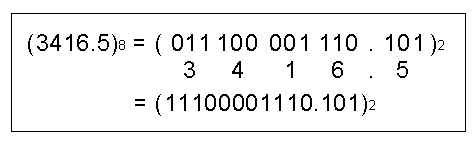 (3416.5)8 = ( 011 100 001 110 . 101 )2
3 4 1 6 . 5
= (11100001110.101)2